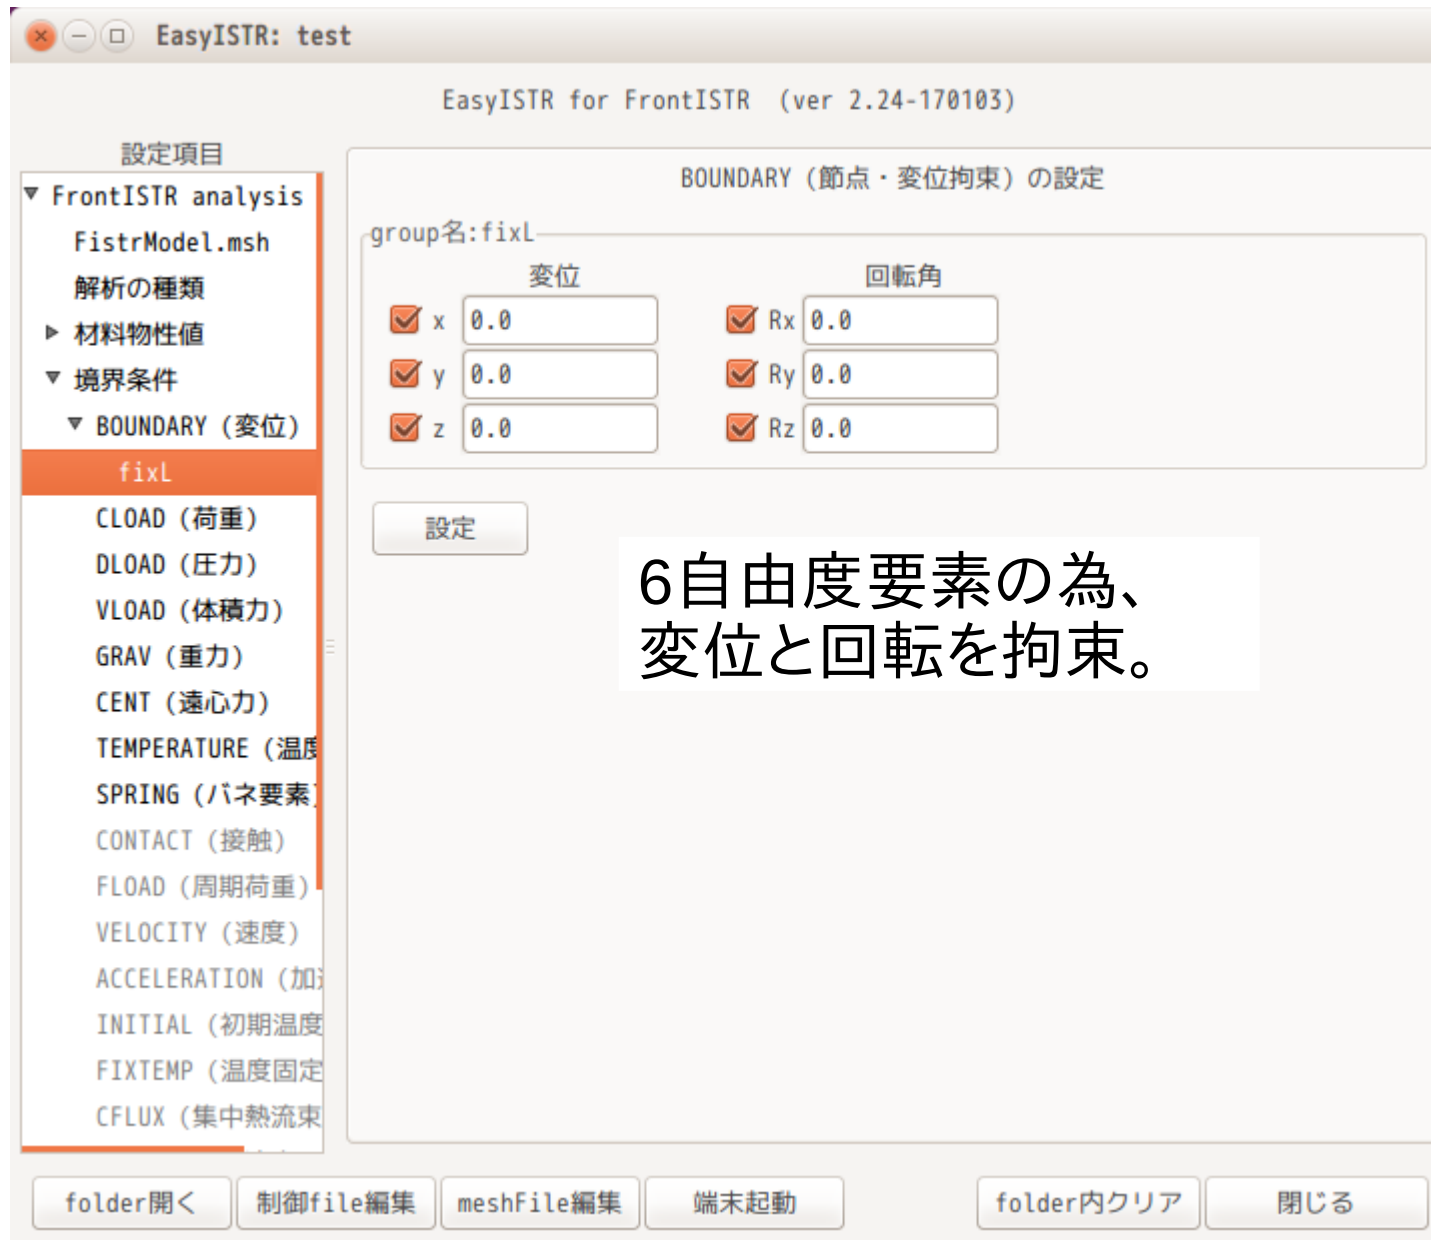 EasyISTR: test
EasyISTR for FrontISTR (ver 2.24-170103)
設定項目
FrontISTR analysis
FistrModel.msh
解析の種類
材料物性値
境界条件
BOUNDARY (変位)
fixL
CLOAD (荷重)
DLOAD (圧力)
VLOAD (体積力)
GRAV (重力)
CENT (遠心力)
TEMPERATURE (温度
SPRING (バネ要素)
CONTACT (接触)
FLOAD (周期荷重)
VELOCITY (速度)
ACCELERATION (加
INITIAL (初期温度
FIXTEMP (温度固定
CFLUX (集中熱流束
BOUNDARY (節点・変位拘束) の設定
group名:fixL
変位 回転角
x 0.0 Rx 0.0
y 0.0 Ry 0.0
z 0.0 Rz 0.0
設定
6自由度要素の為、
変位と回転を拘束。
folder開く 制御file編集 meshFile編集 端末起動 folder内クリア 閉じる